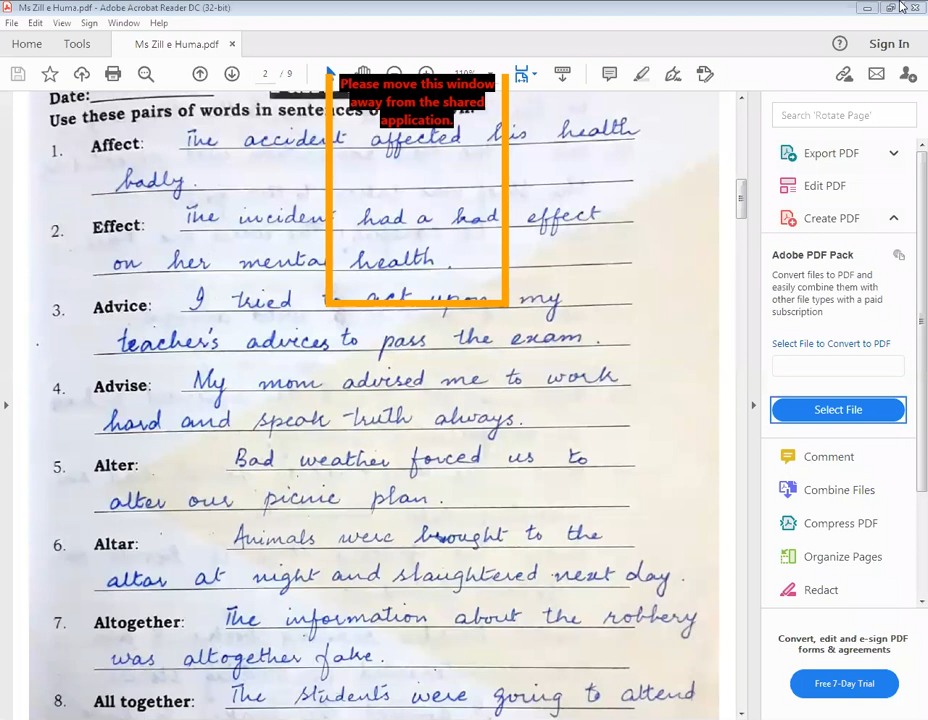 Ms Zill e Huma.pdf - Adobe Acrobat Reader DC (32-bit)
File Edit View Sign Window Help
Home Tools Ms Zill e Huma.pdf × Sign In
2 / 9
Please move this window
away from the shared
application.
Date:
Use these pairs of words in sentences
1. Affect: The accident affected his health
badly.
2. Effect: The incident had a bad effect
on her mental health.
3. Advice: I tried to act upon my
teacher's advices to pass the exam.
4. Advise: My mom advised me to work
hard and speak truth always.
5. Alter: Bad weather forced us to
alter our picnic plan.
6. Altar: Animals were brought to the
altar at night and slaughtered next day.
7. Altogether: The information about the robbery
was altogether fake.
8. All together: The students were going to attend
Search 'Rotate Page'
Export PDF
Edit PDF
Create PDF
Adobe PDF Pack
Convert files to PDF and
easily combine them with
other file types with a paid
subscription
Select File to Convert to PDF
Select File
Comment
Combine Files
Compress PDF
Organize Pages
Redact
Convert, edit and e-sign PDF
forms & agreements
Free 7-Day Trial